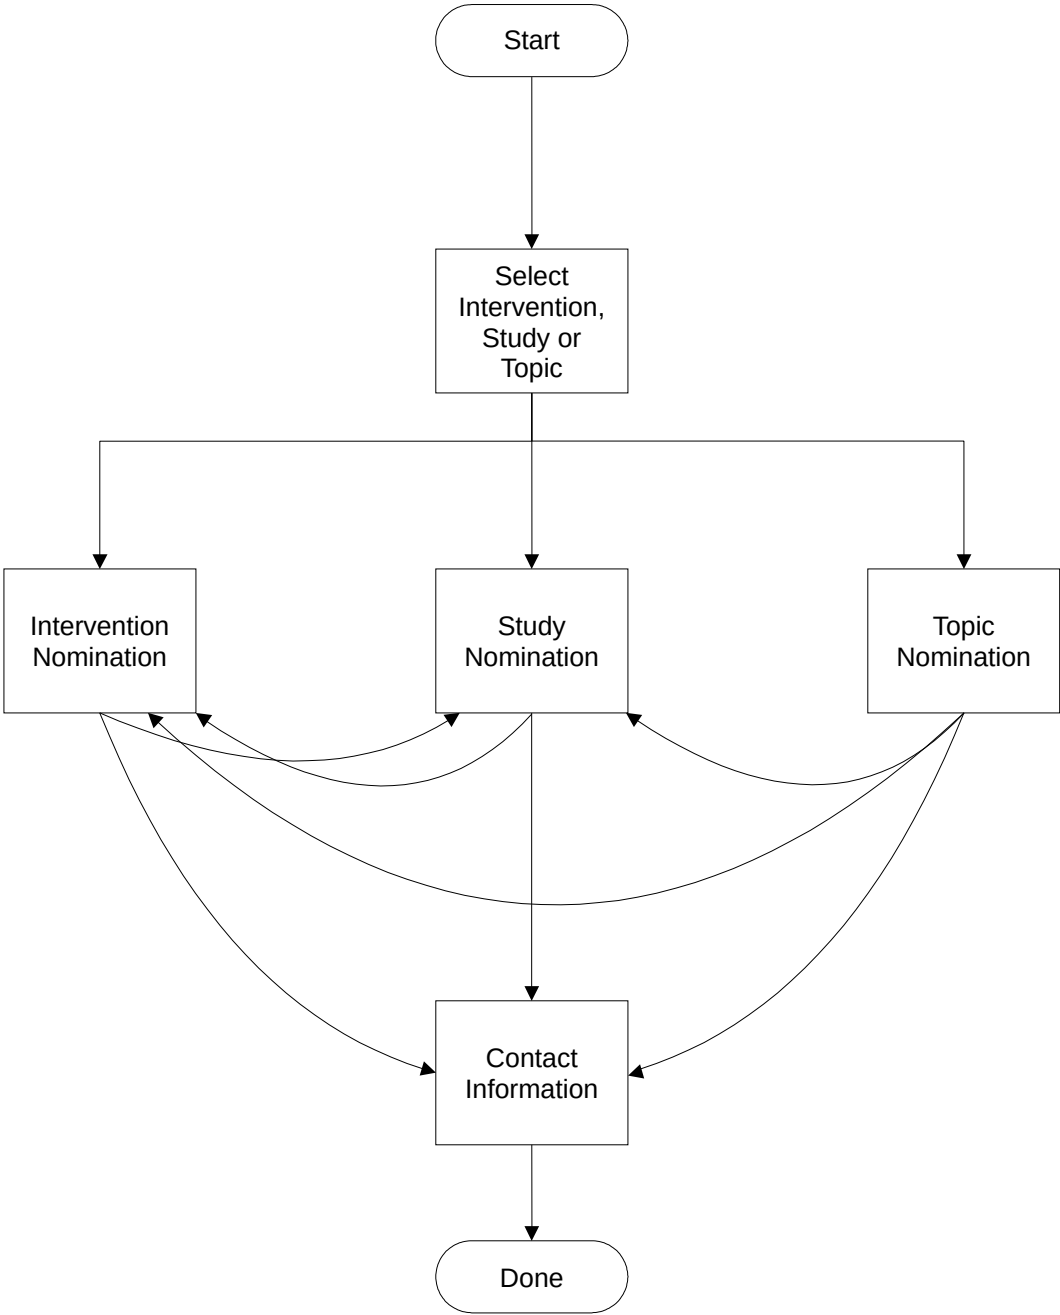 Start
Select
Intervention,
Study or
Topic
Intervention
Nomination
Study
Nomination
Topic
Nomination
Contact
Information
Done